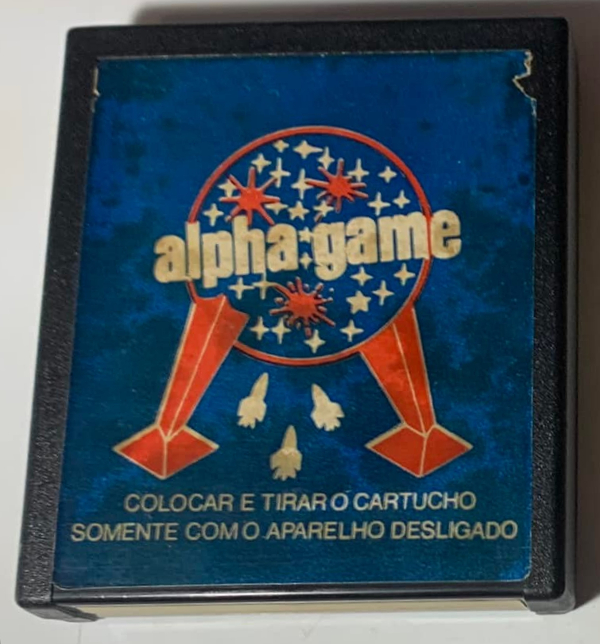 alpha·game
COLOCAR E TIRAR O CARTUCHO
SOMENTE COM O APARELHO DESLIGADO